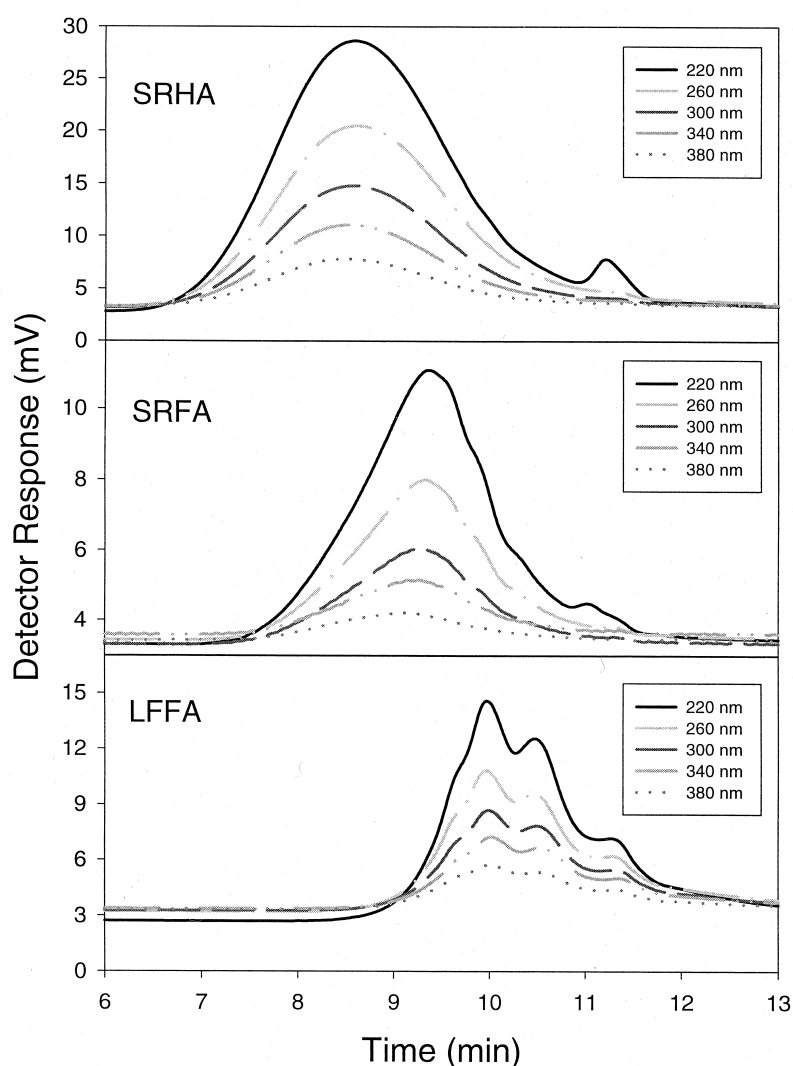 30
25
20
15
10
5
0
SRHA
220 nm
260 nm
300 nm
340 nm
380 nm
10
8
6
4
SRFA
220 nm
260 nm
300 nm
340 nm
380 nm
15
12
9
6
3
0
LFFA
220 nm
260 nm
300 nm
340 nm
380 nm
Detector Response (mV)
6 7 8 9 10 11 12 13
Time (min)